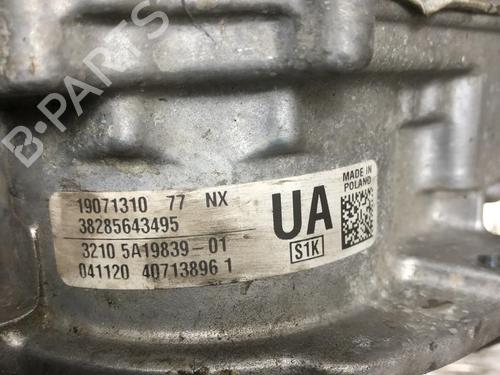 B-PARTS
19071310 77 NX
38285643495
3210 5A19839-01
041120 40713896 1
UA
S1K
MADE IN
POLAND